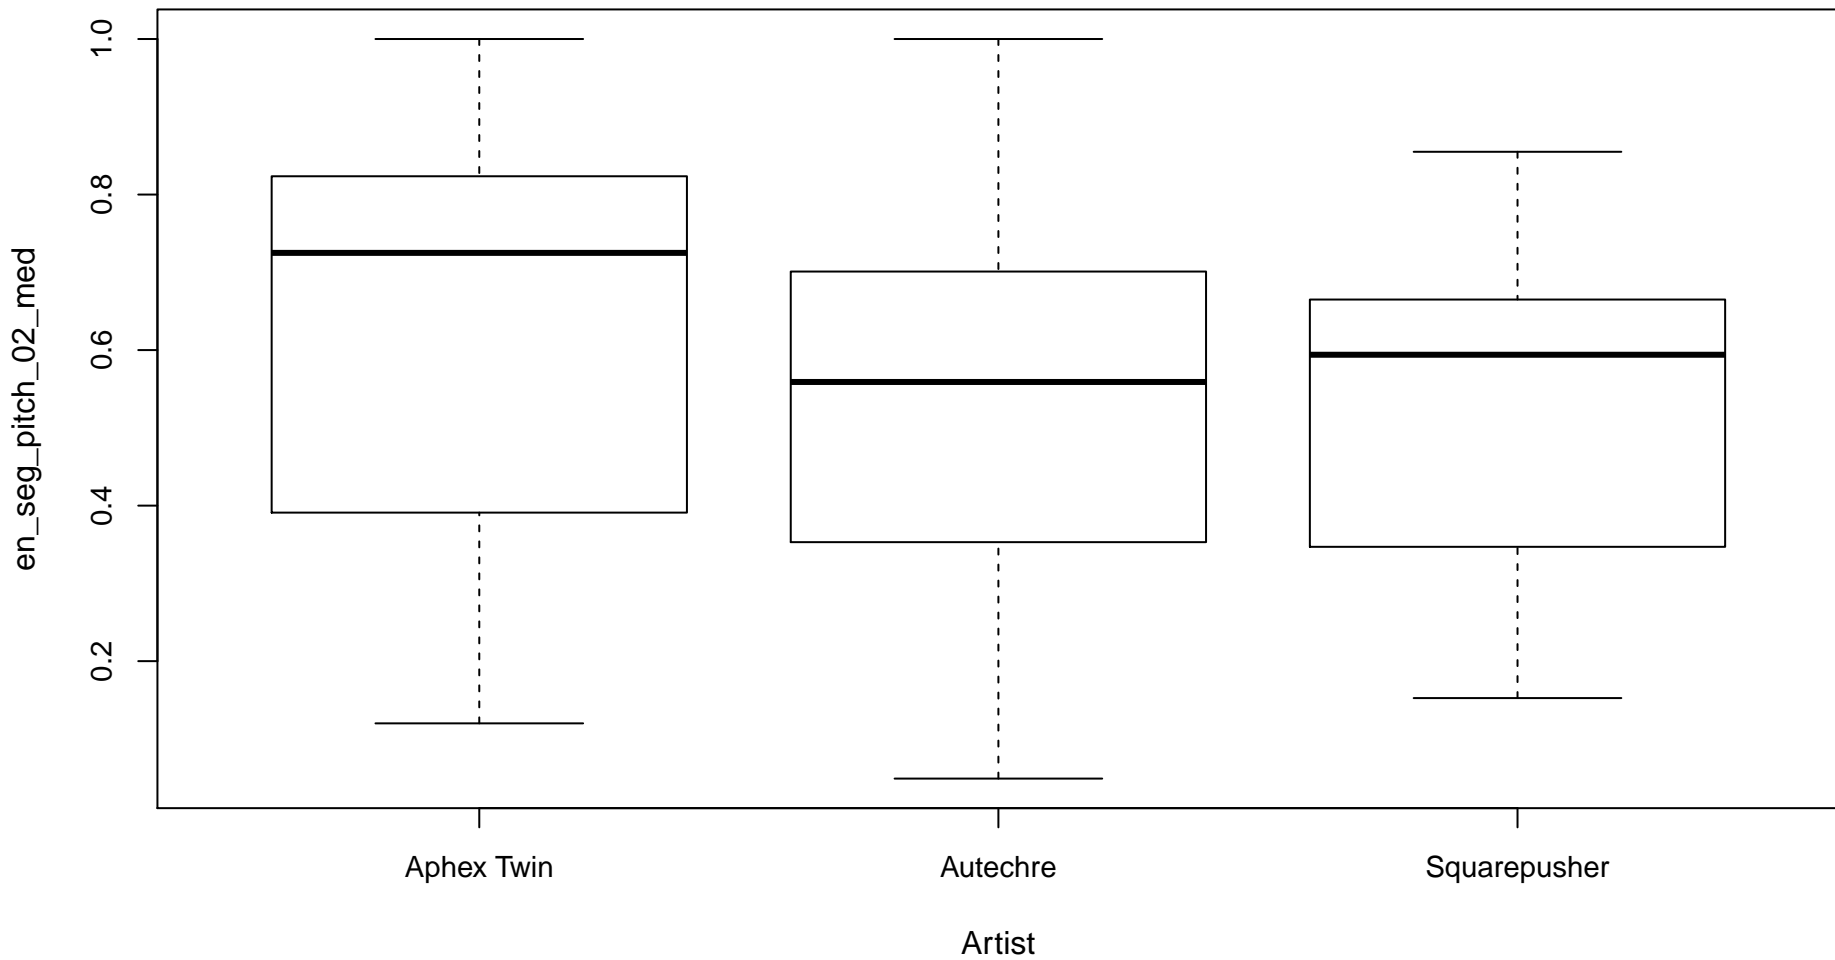 en_seg_pitch_02_med
1.0
0.8
0.6
0.4
0.2
Aphex Twin
Autechre
Squarepusher
Artist